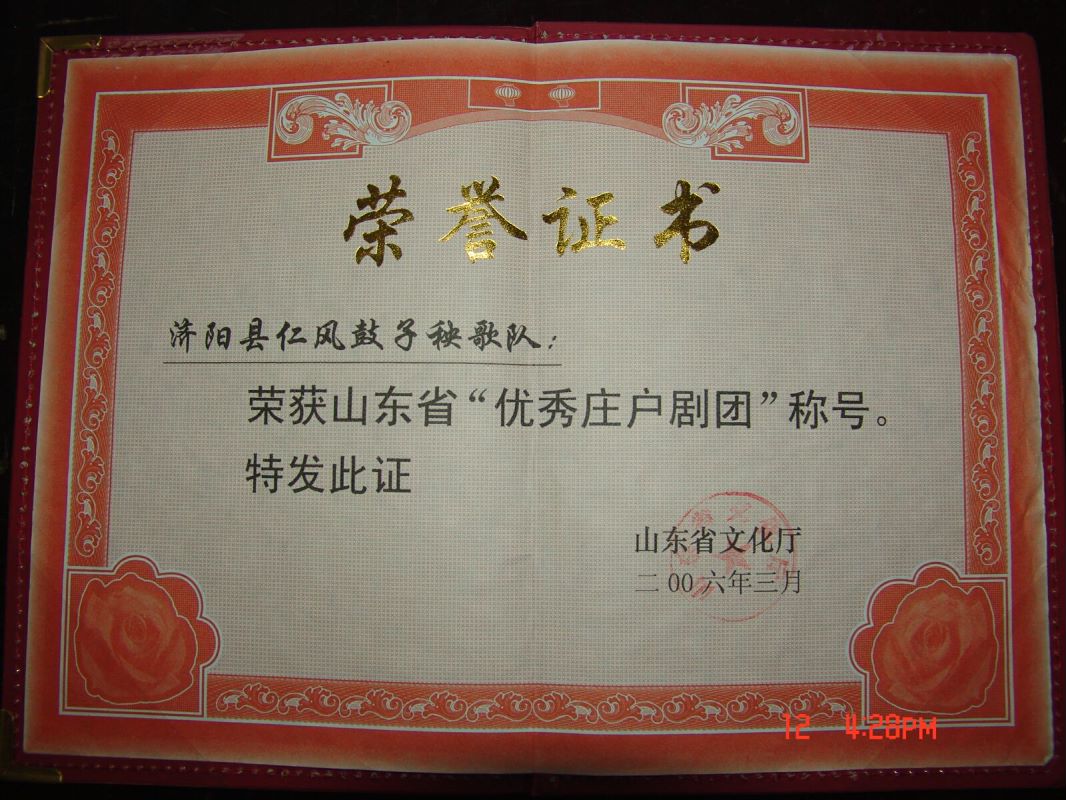 荣誉证书
济阳县仁风鼓子秧歌队：
荣获山东省“优秀庄户剧团”称号。
特发此证
山东省文化厅
二00六年三月
12 4:28PM